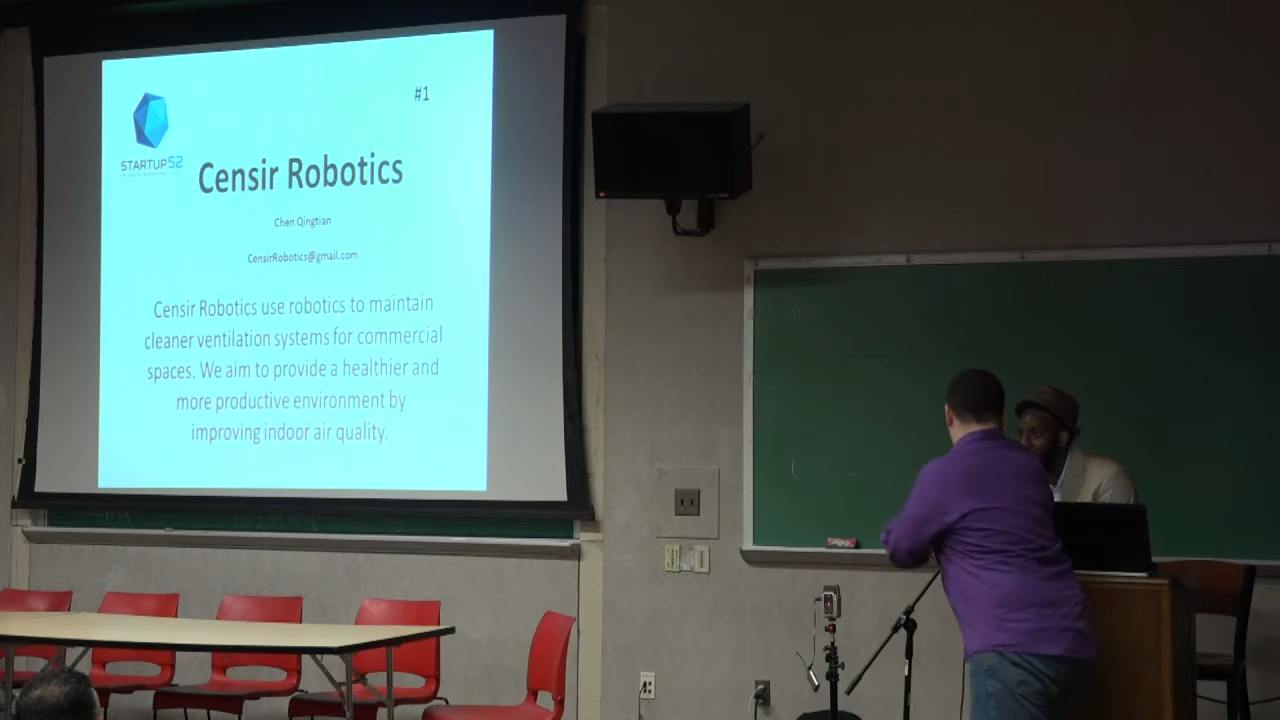 #1
STARTUP52
Censir Robotics
Chen Qingtian
CensirRobotics@gmail.com
Censir Robotics use robotics to maintain
cleaner ventilation systems for commercial
spaces. We aim to provide a healthier and
more productive environment by
improving indoor air quality.